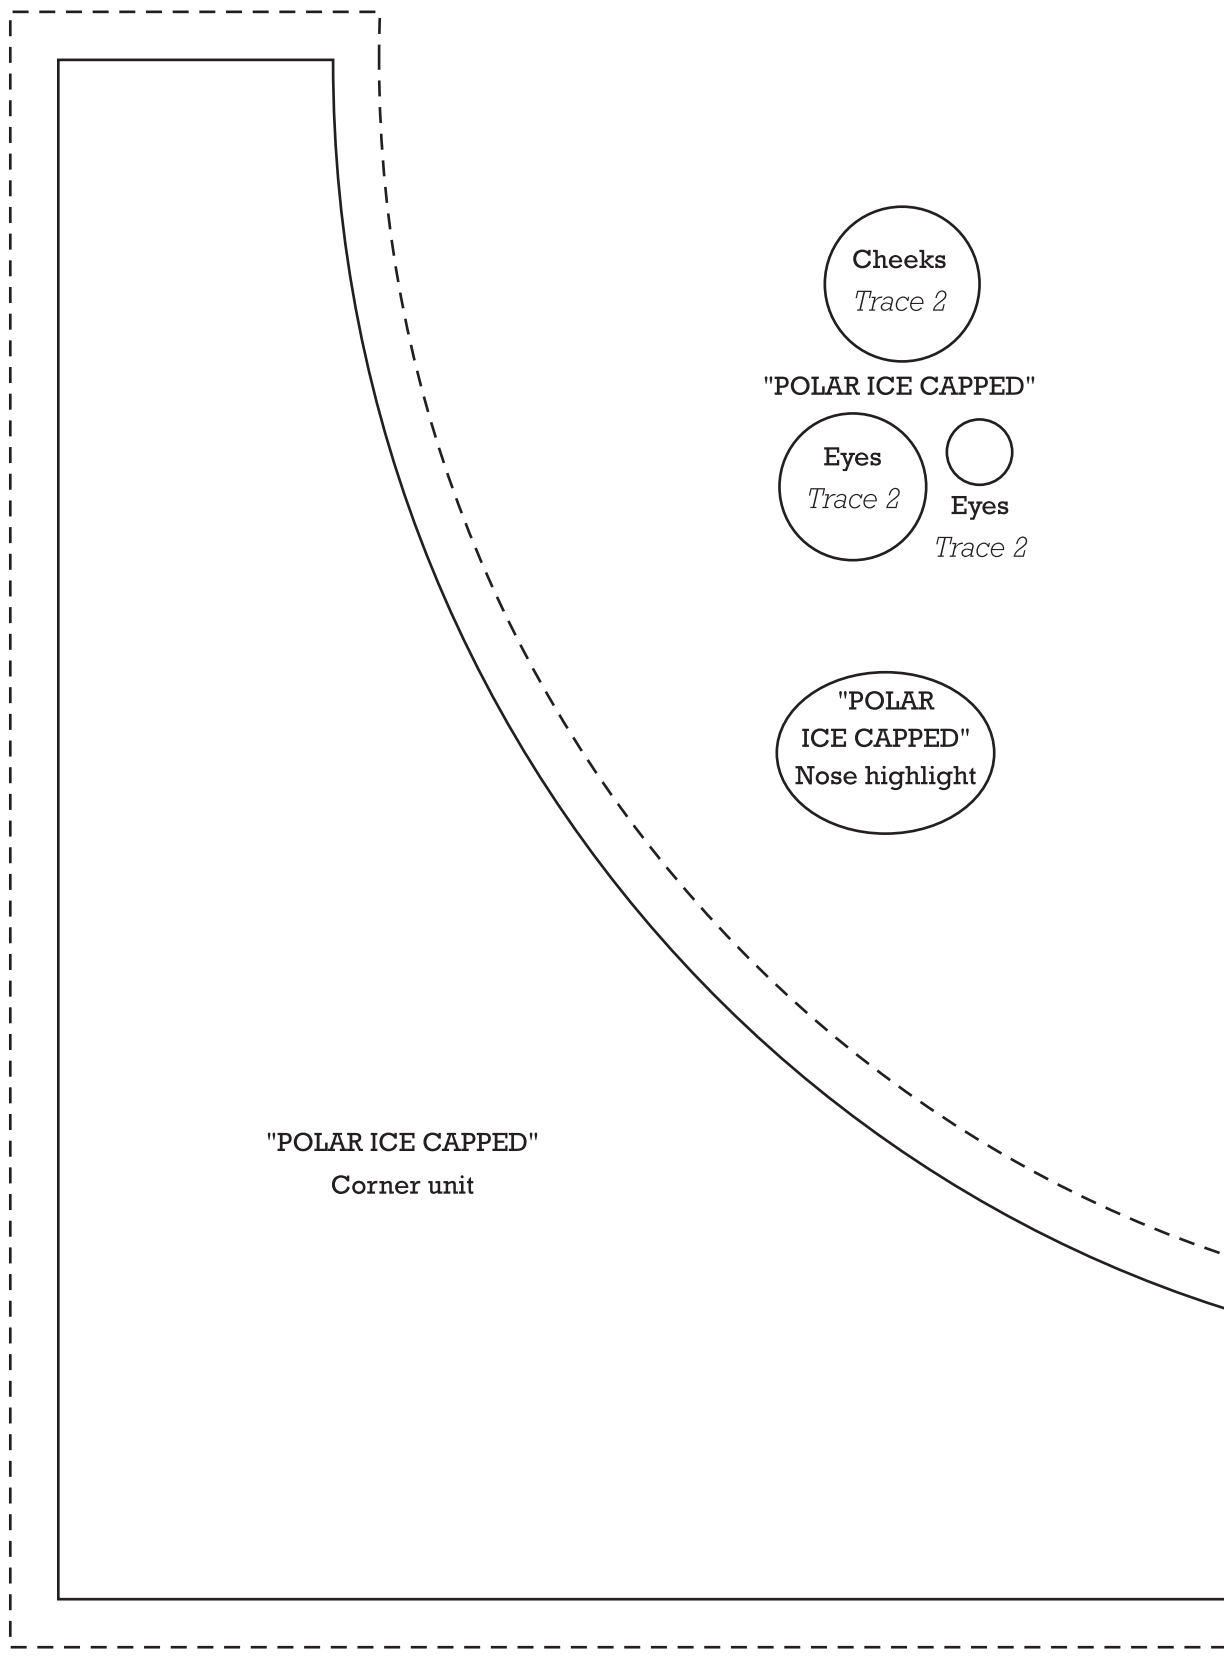 Cheeks
Trace 2
"POLAR ICE CAPPED"
Eyes
Trace 2
Eyes
Trace 2
"POLAR
ICE CAPPED"
Nose highlight
"POLAR ICE CAPPED"
Corner unit